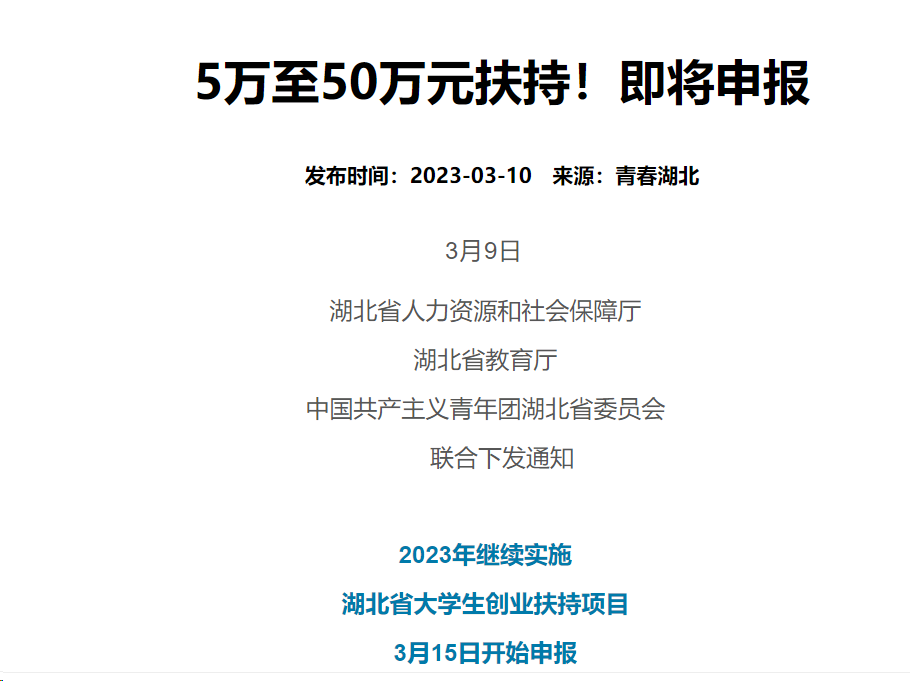 5万至50万元扶持！即将申报
发布时间：2023-03-10 来源：青春湖北
3月9日
湖北省人力资源和社会保障厅
湖北省教育厅
中国共产主义青年团湖北省委员会
联合下发通知
2023年继续实施
湖北省大学生创业扶持项目
3月15日开始申报